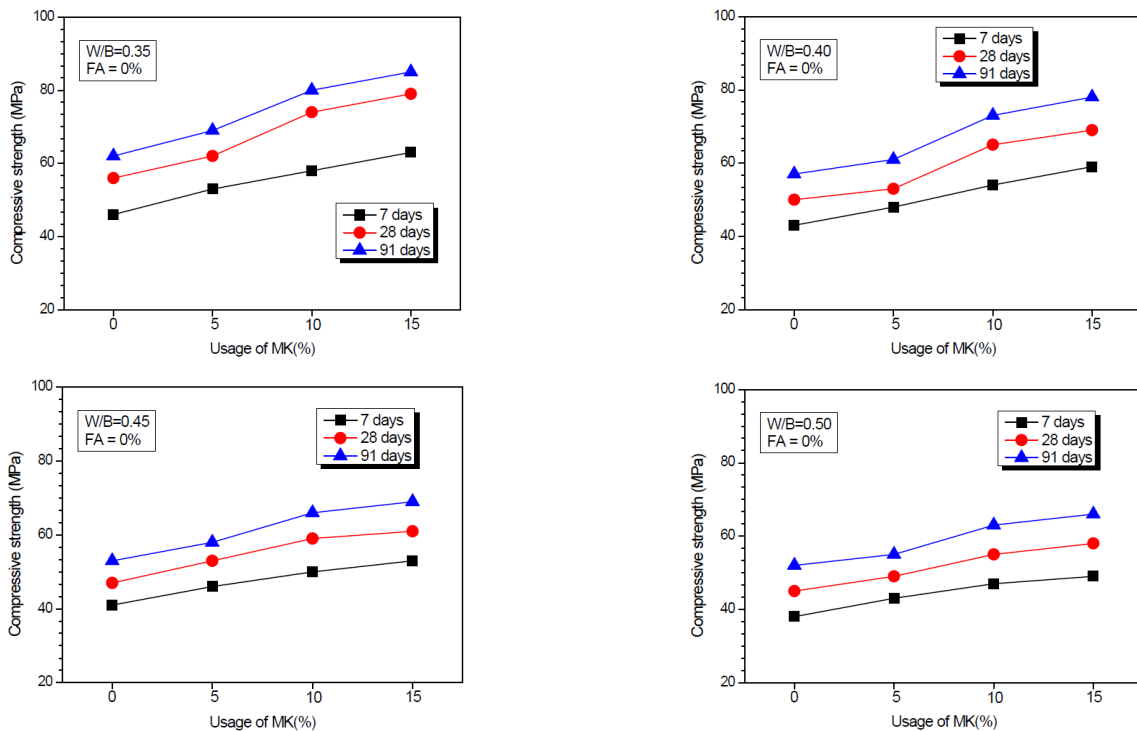 100
80
60
40
20
Compressive strength (MPa)
W/B=0.35
FA = 0%
7 days
28 days
91 days
0 5 10 15
Usage of MK(%)
100
80
60
40
20
Compressive strength (MPa)
W/B=0.40
FA = 0%
7 days
28 days
91 days
0 5 10 15
Usage of MK(%)
100
80
60
40
20
Compressive strength (MPa)
W/B=0.45
FA = 0%
7 days
28 days
91 days
0 5 10 15
Usage of MK(%)
100
80
60
40
20
Compressive strength (MPa)
W/B=0.50
FA = 0%
7 days
28 days
91 days
0 5 10 15
Usage of MK(%)